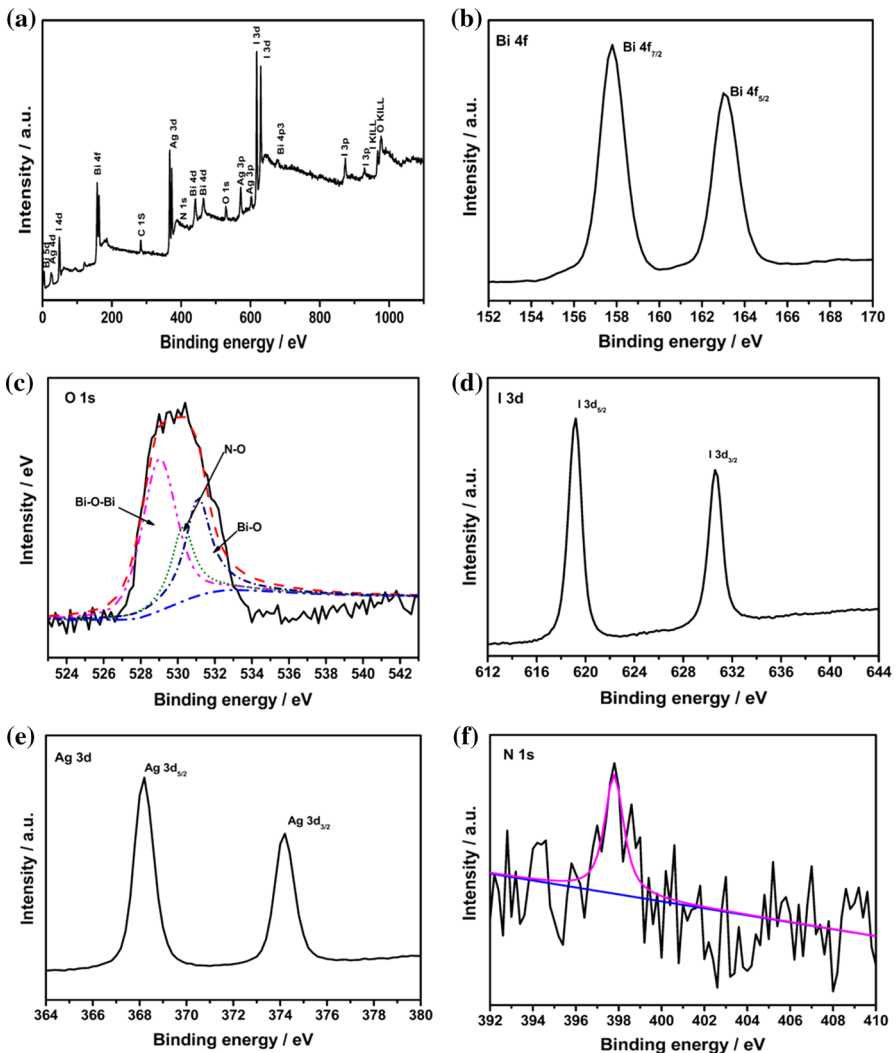 (a)
Intensity / a.u.
Bi 5d
Ag 4d
I 4d
Bi 4f
C 1S
Ag 3d
N 1s
Bi 4d
Bi 4d
O 1s
Ag 3p
Ag 3p
I 3d
I 3d
Bi 4p3
I 3p
I 3p
I KILL
O KILL
0 200 400 600 800 1000
Binding energy / eV
(b)
Bi 4f
Intensity / a.u.
Bi 4f7/2
Bi 4f5/2
152 154 156 158 160 162 164 166 168 170
Binding energy / eV
(c)
O 1s
Intensity / eV
N-O
Bi-O-Bi
Bi-O
524 526 528 530 532 534 536 538 540 542
Binding energy / eV
(d)
I 3d
Intensity / a.u.
I 3d5/2
I 3d3/2
612 616 620 624 628 632 636 640 644
Binding energy / eV
(e)
Ag 3d
Intensity / a.u.
Ag 3d5/2
Ag 3d3/2
364 366 368 370 372 374 376 378 380
Binding energy / eV
(f)
N 1s
Intensity / a.u.
392 394 396 398 400 402 404 406 408 410
Binding energy / eV